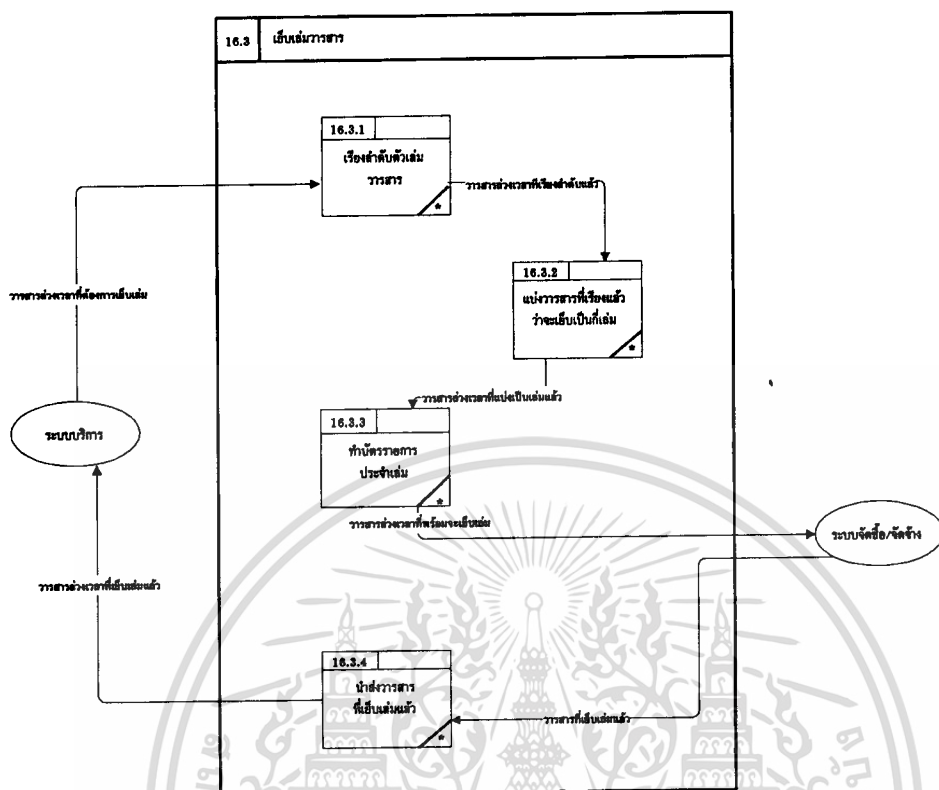 16.3 เย็บเล่มวารสาร
16.3.1
เรียงลำดับตัวเล่ม
วารสาร
*
วารสารล่วงเวลาที่เรียงลำดับแล้ว
16.3.2
แบ่งวารสารที่เรียงแล้ว
ว่าจะเย็บเป็นกี่เล่ม
*
วารสารล่วงเวลาที่ต้องการเย็บเล่ม
วารสารล่วงเวลาที่แบ่งเป็นเล่มแล้ว
16.3.3
ทำบัตรรายการ
ประจำเล่ม
*
ระบบบริการ
วารสารล่วงเวลาที่พร้อมจะเย็บเล่ม
ระบบจัดซื้อ/จัดจ้าง
วารสารล่วงเวลาที่เย็บเล่มแล้ว
16.3.4
นำส่งวารสาร
ที่เย็บเล่มแล้ว
*
วารสารที่เย็บเล่มแล้ว